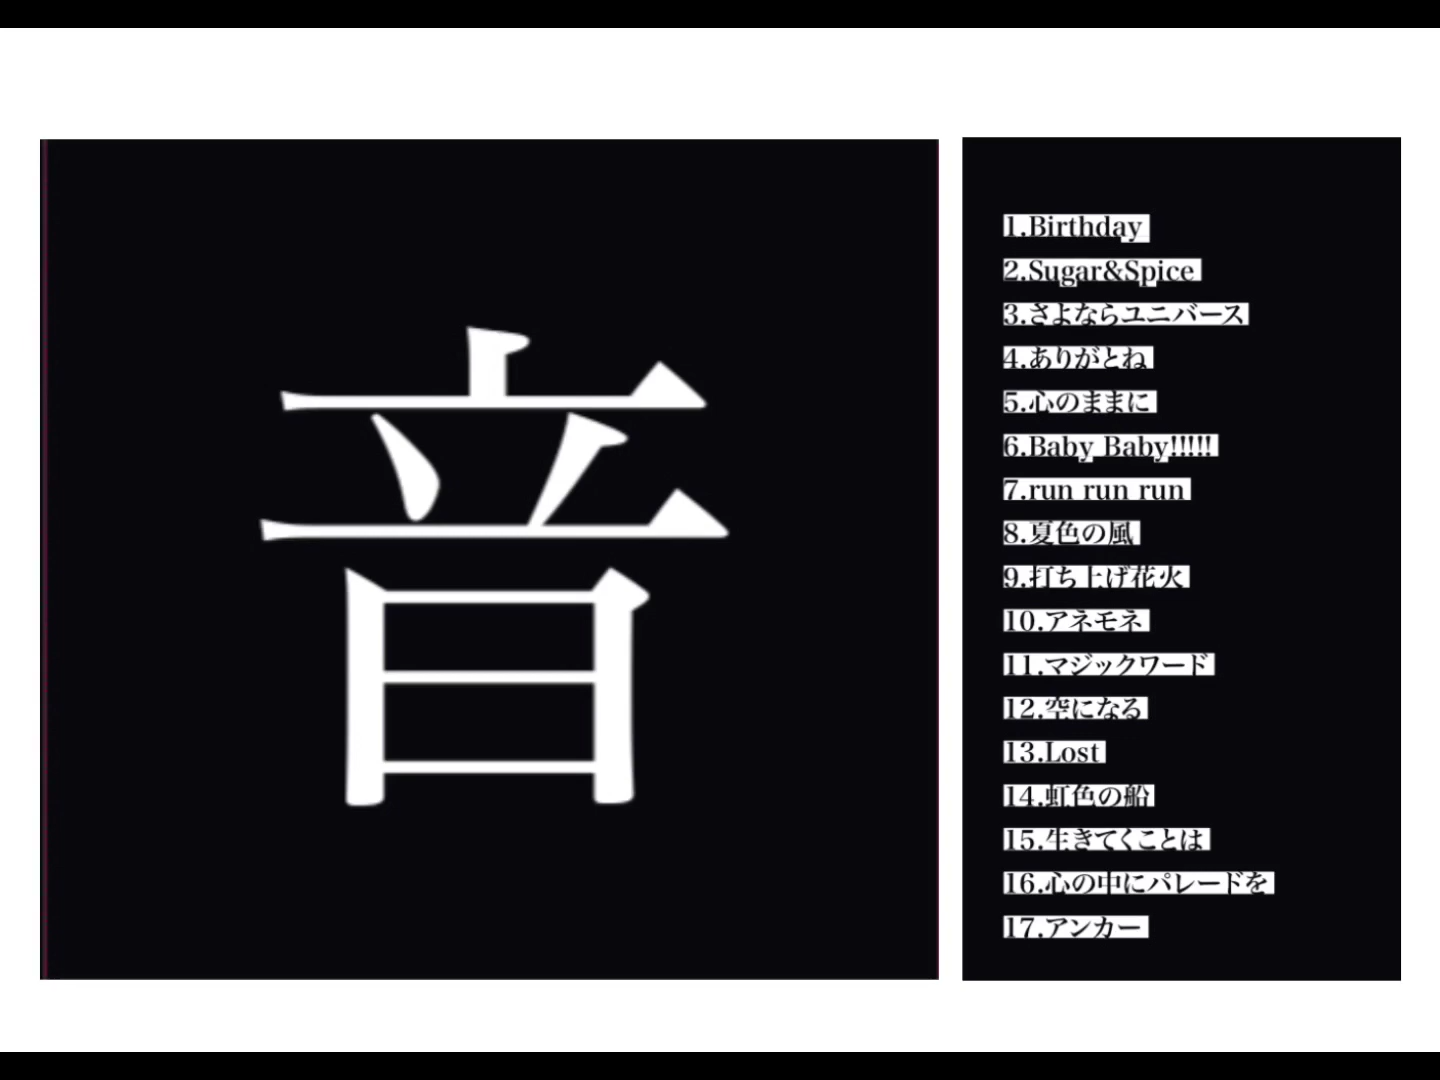 音
1.Birthday
2.Sugar&Spice
3.さよならユニバース
4.ありがとね
5.心のままに
6.Baby Baby!!!!!
7.run run run
8.夏色の風
9.打ち上げ花火
10.アネモネ
11.マジックワード
12.空になる
13.Lost
14.虹色の船
15.生きてくことは
16.心の中にパレードを
17.アンカー